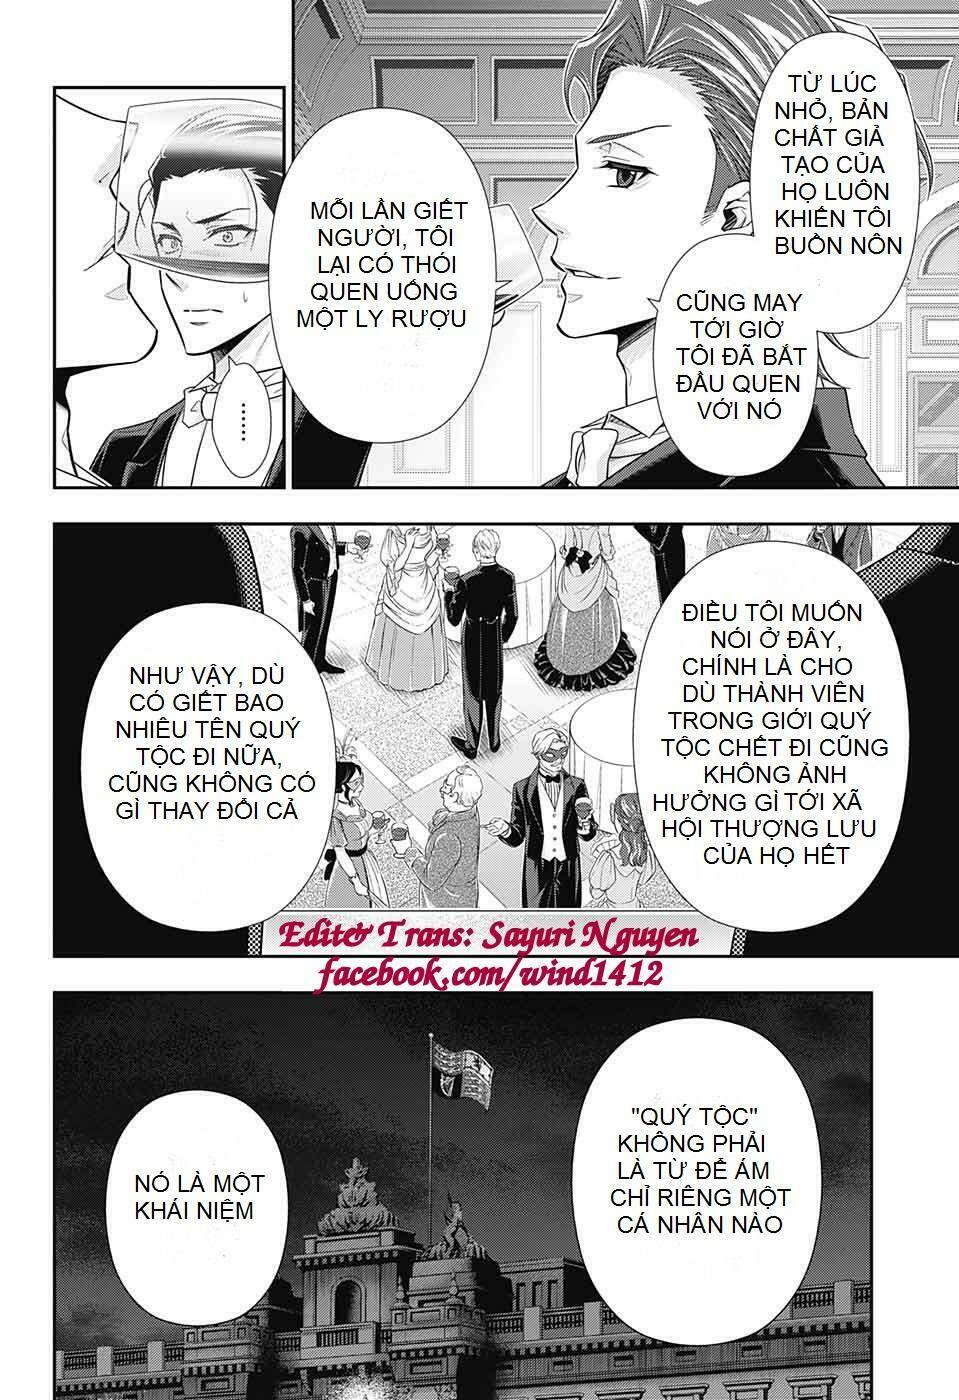 TỪ LÚC
NHỎ, BẢN
CHẤT GIẢ
TẠO CỦA
HỌ LUÔN
KHIẾN TÔI
BUỒN NÔN
CŨNG MAY
TỚI GIỜ
TÔI ĐÃ BẮT
ĐẦU QUEN
VỚI NÓ
MỖI LẦN GIẾT
NGƯỜI, TÔI
LẠI CÓ THÓI
QUEN UỐNG
MỘT LY RƯỢU
......
ĐIỀU TÔI MUỐN
NÓI Ở ĐÂY,
CHÍNH LÀ CHO
DÙ THÀNH VIÊN
TRONG GIỚI QUÝ
TỘC CHẾT ĐI CŨNG
KHÔNG ẢNH
HƯỞNG GÌ TỚI XÃ
HỘI THƯỢNG LƯU
CỦA HỌ HẾT
NHƯ VẬY, DÙ
CÓ GIẾT BAO
NHIÊU TÊN QUÝ
TỘC ĐI NỮA,
CŨNG KHÔNG CÓ
GÌ THAY ĐỔI CẢ
Edit& Trans: Sayuri Nguyen
facebook.com/wind1412
"QUÝ TỘC"
KHÔNG PHẢI
LÀ TỪ ĐỂ ÁM
CHỈ RIÊNG MỘT
CÁ NHÂN NÀO
NÓ LÀ MỘT
KHÁI NIỆM